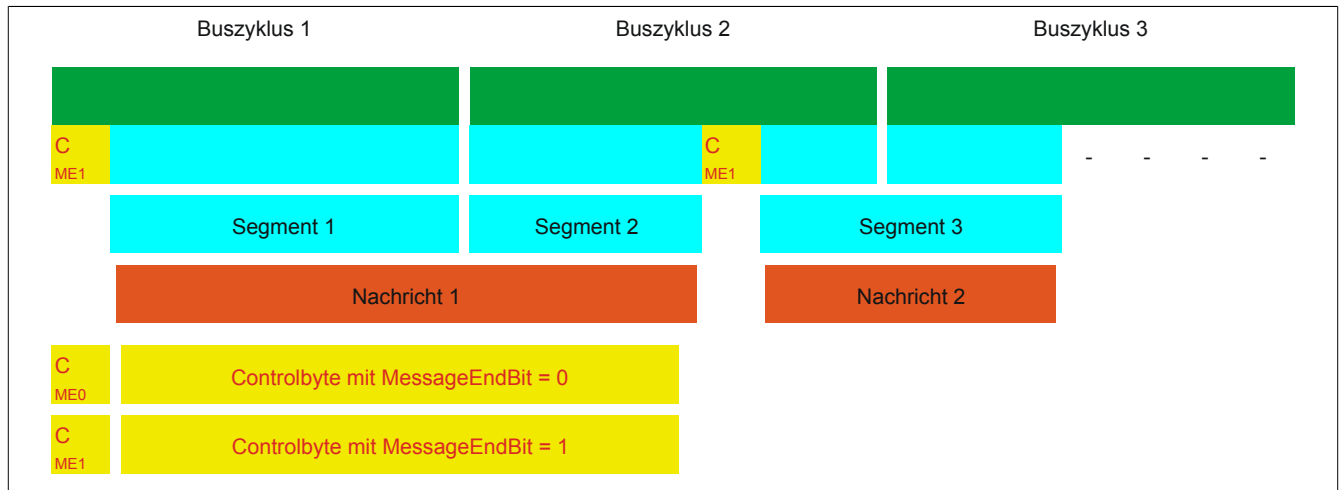 Buszyklus 1 Buszyklus 2 Buszyklus 3
C C
ME1 ME1 - - - -
Segment 1 Segment 2 Segment 3
Nachricht 1 Nachricht 2
C
ME0 Controlbyte mit MessageEndBit = 0
C
ME1 Controlbyte mit MessageEndBit = 1